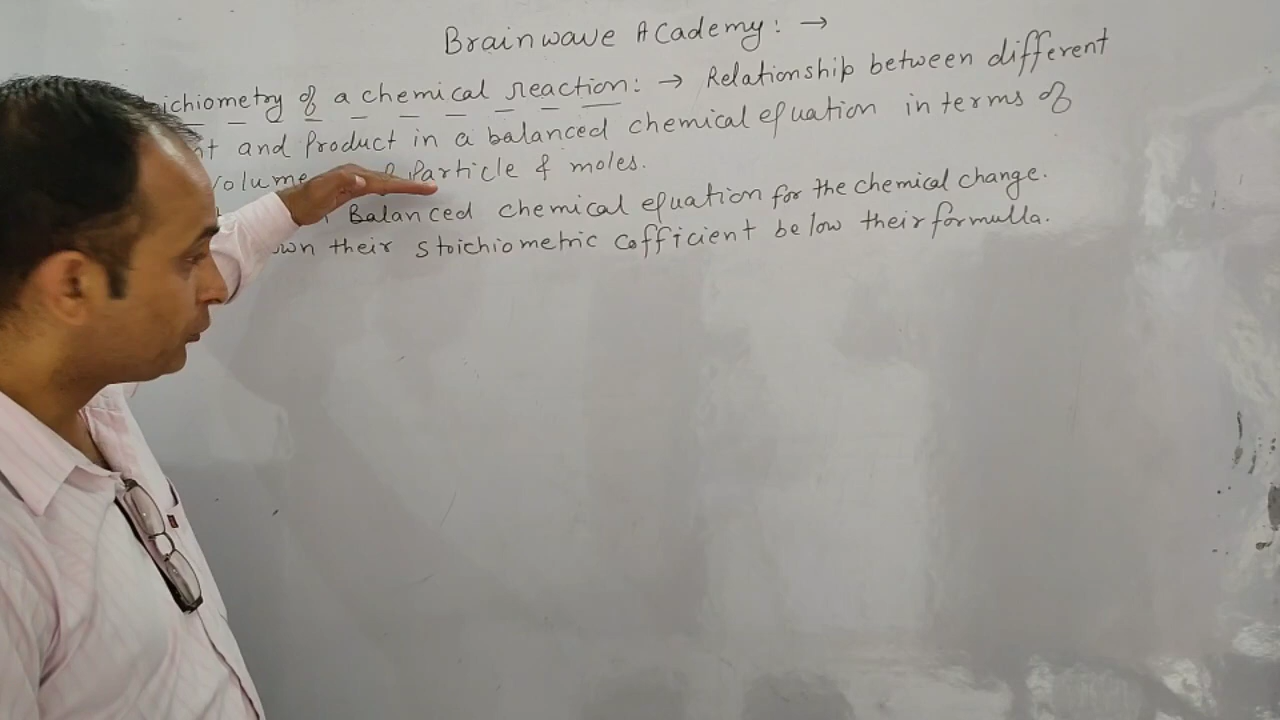 Brainwave Academy: →
ichiometry of a chemical reaction: → Relationship between different
nt and Product in a balanced chemical equation in terms of
Volume Particle & moles.
Balanced chemical equation for the chemical change.
own their stoichiometric Cofficient below their formulla.